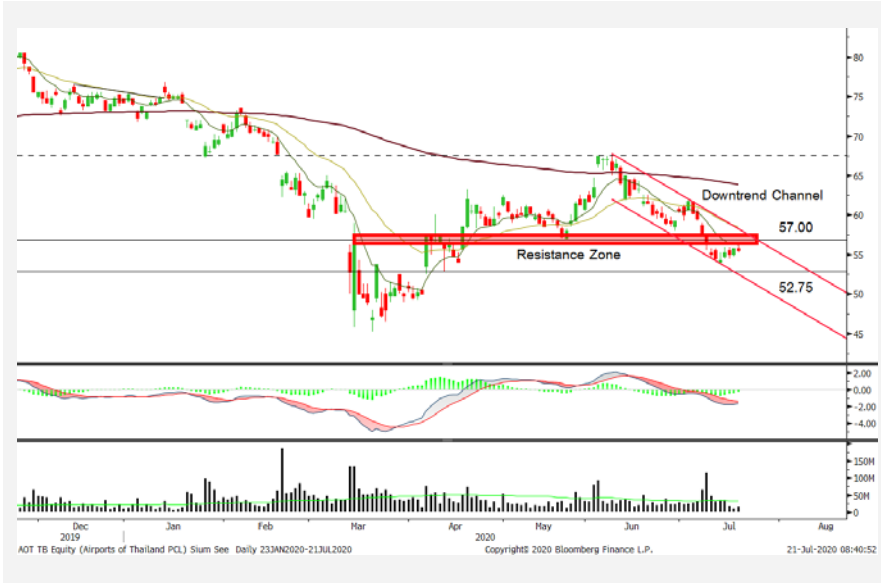 80
75
70
65
Downtrend Channel
60
57.00
Resistance Zone
55
52.75
50
45
2.00
0.00
-2.00
-4.00
150M
100M
50M
0
Dec Jan Feb Mar Apr May Jun Jul Aug
2019 2020
AOT TB Equity (Airports of Thailand PCL) Sium See Daily 23JAN2020-21JUL2020 Copyright© 2020 Bloomberg Finance L.P. 21-Jul-2020 08:40:52